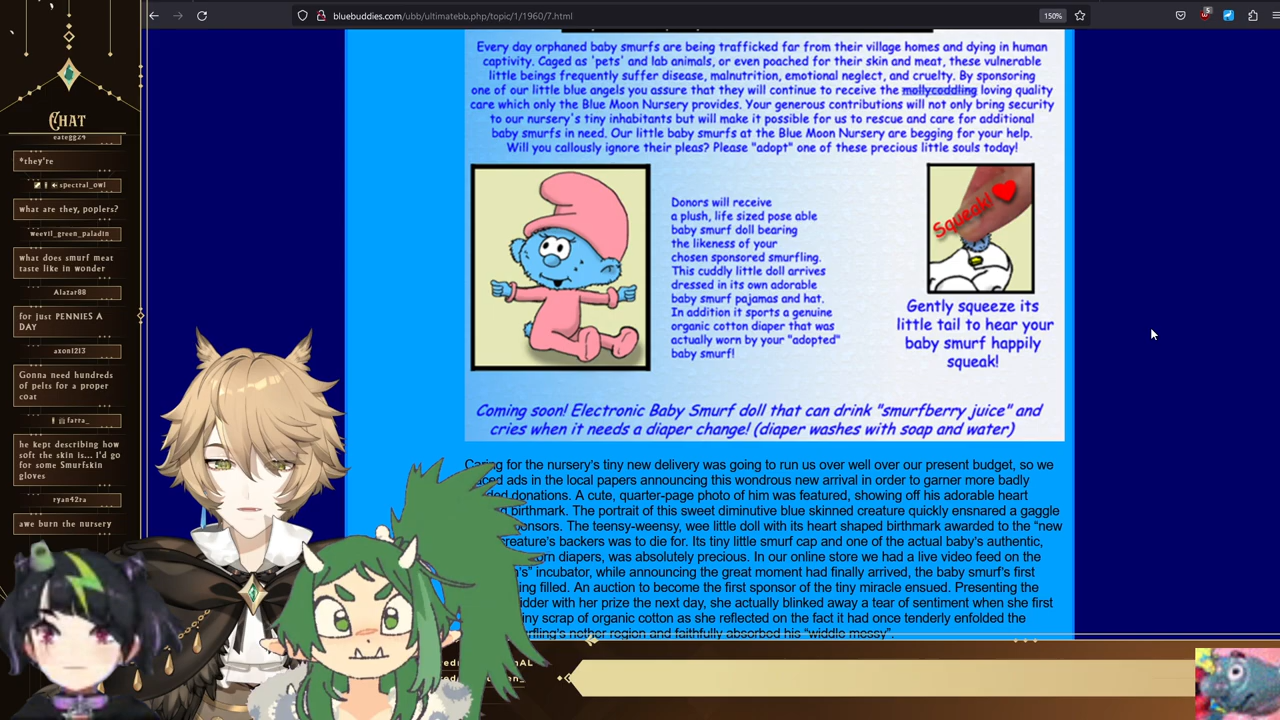 bluebuddies.com/ubb/ultimatebb.php/topic/1/1960/7.html
150%
5
Every day orphaned baby smurfs are being trafficked far from their village homes and dying in human
captivity. Caged as 'pets' and lab animals, or even poached for their skin and meat, these vulnerable
little beings frequently suffer disease, malnutrition, emotional neglect, and cruelty. By sponsoring
one of our little blue angels you assure that they will continue to receive the mollycoddling loving quality
care which only the Blue Moon Nursery provides. Your generous contributions will not only bring security
to our nursery's tiny inhabitants but will make it possible for us to rescue and care for additional
baby smurfs in need. Our little baby smurfs at the Blue Moon Nursery are begging for your help.
Will you callously ignore their pleas? Please "adopt" one of these precious little souls today!
Donors will receive
a plush, life sized pose able
baby smurf doll bearing
the likeness of your
chosen sponsored smurfling.
This cuddly little doll arrives
dressed in its own adorable
baby smurf pajamas and hat.
In addition it sports a genuine
organic cotton diaper that was
actually worn by your "adopted"
baby smurf!
Squeak!
Gently squeeze its
little tail to hear your
baby smurf happily
squeak!
Coming soon! Electronic Baby Smurf doll that can drink "smurfberry juice" and
cries when it needs a diaper change! (diaper washes with soap and water)
Caring for the nursery's tiny new delivery was going to run us over well over our present budget, so we
ads in the local papers announcing this wondrous new arrival in order to garner more badly
donations. A cute, quarter-page photo of him was featured, showing off his adorable heart
birthmark. The portrait of this sweet diminutive blue skinned creature quickly ensnared a gaggle
The teensy-weensy, wee little doll with its heart shaped birthmark awarded to the "new
backers was to die for. Its tiny little smurf cap and one of the actual baby's authentic,
diapers, was absolutely precious. In our online store we had a live video feed on the
incubator, while announcing the great moment had finally arrived, the baby smurf's first
filled. An auction to become the first sponsor of the tiny miracle ensued. Presenting the
with her prize the next day, she actually blinked away a tear of sentiment when she first
scrap of organic cotton as she reflected on the fact it had once tenderly enfolded the
nether region and faithfully absorbed his "widdle messy".
Chat
eategg24
*they're
spectral_owl
what are they, poplers?
weevil_green_paladin
what does smurf meat
taste like in wonder
Alazar88
for just PENNIES A
DAY
axon1213
Gonna need hundreds
of pelts for a proper
coat
farra_
he kept describing how
soft the skin is... I'd go
for some Smurfskin
gloves
ryan42ra
awe burn the nursery